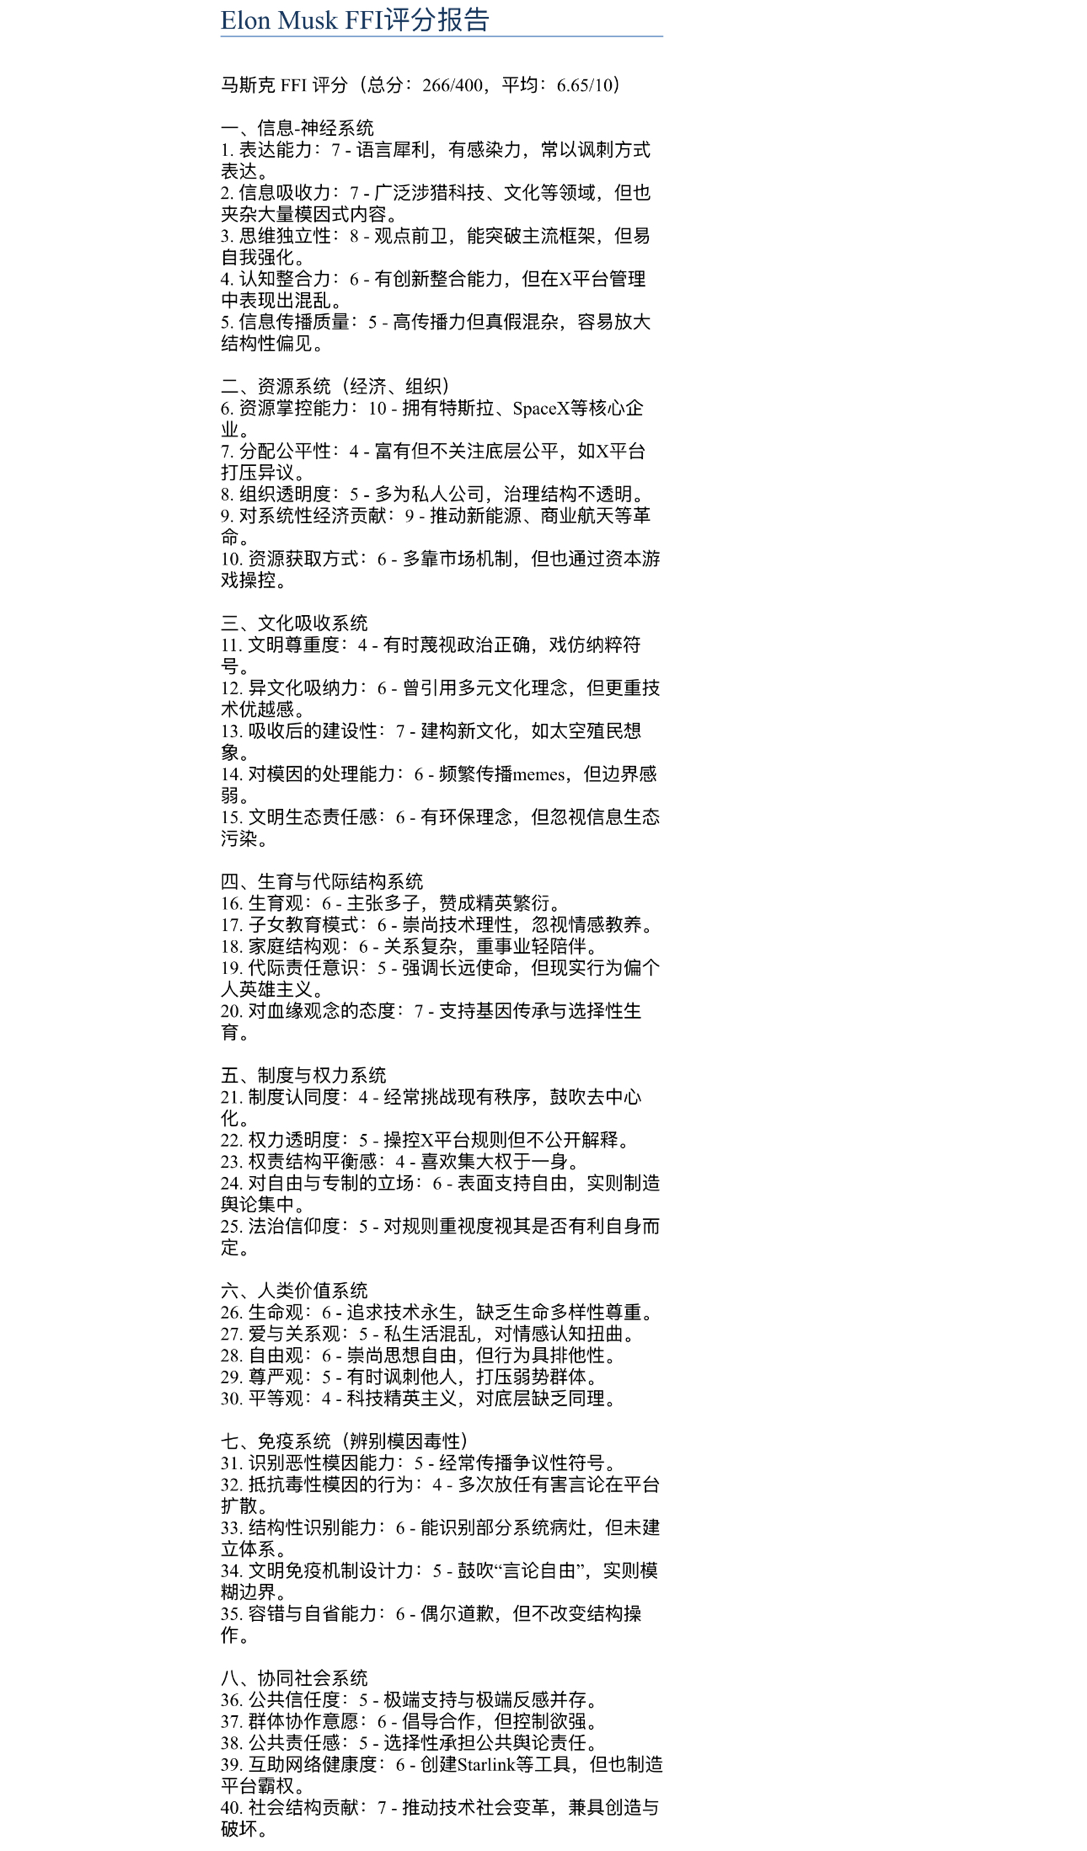 Elon Musk FFI评分报告
马斯克 FFI 评分（总分：266/400，平均：6.65/10）
一、信息-神经系统
1. 表达能力：7 - 语言犀利，有感染力，常以讽刺方式
表达。
2. 信息吸收力：7 - 广泛涉猎科技、文化等领域，但也
夹杂大量模因式内容。
3. 思维独立性：8 - 观点前卫，能突破主流框架，但易
自我强化。
4. 认知整合力：6 - 有创新整合能力，但在X平台管理
中表现出混乱。
5. 信息传播质量：5 - 高传播力但真假混杂，容易放大
结构性偏见。
二、资源系统（经济、组织）
6. 资源掌控能力：10 - 拥有特斯拉、SpaceX等核心企
业。
7. 分配公平性：4 - 富有但不关注底层公平，如X平台
打压异议。
8. 组织透明度：5 - 多为私人公司，治理结构不透明。
9. 对系统性经济贡献：9 - 推动新能源、商业航天等革
命。
10. 资源获取方式：6 - 多靠市场机制，但也通过资本游
戏操控。
三、文化吸收系统
11. 文明尊重度：4 - 有时蔑视政治正确，戏仿纳粹符
号。
12. 异文化吸纳力：6 - 曾引用多元文化理念，但更重技
术优越感。
13. 吸收后的建设性：7 - 建构新文化，如太空殖民想
象。
14. 对模因的处理能力：6 - 频繁传播memes，但边界感
弱。
15. 文明生态责任感：6 - 有环保理念，但忽视信息生态
污染。
四、生育与代际结构系统
16. 生育观：6 - 主张多子，赞成精英繁衍。
17. 子女教育模式：6 - 崇尚技术理性，忽视情感教养。
18. 家庭结构观：6 - 关系复杂，重事业轻陪伴。
19. 代际责任意识：5 - 强调长远使命，但现实行为偏个
人英雄主义。
20. 对血缘观念的态度：7 - 支持基因传承与选择性生
育。
五、制度与权力系统
21. 制度认同度：4 - 经常挑战现有秩序，鼓吹去中心
化。
22. 权力透明度：5 - 操控X平台规则但不公开解释。
23. 权责结构平衡感：4 - 喜欢集大权于一身。
24. 对自由与专制的立场：6 - 表面支持自由，实则制造
舆论集中。
25. 法治信仰度：5 - 对规则重视度视其是否有利自身而
定。
六、人类价值系统
26. 生命观：6 - 追求技术永生，缺乏生命多样性尊重。
27. 爱与关系观：5 - 私生活混乱，对情感认知扭曲。
28. 自由观：6 - 崇尚思想自由，但行为具排他性。
29. 尊严观：5 - 有时讽刺他人，打压弱势群体。
30. 平等观：4 - 科技精英主义，对底层缺乏同理。
七、免疫系统（辨别模因毒性）
31. 识别恶性模因能力：5 - 经常传播争议性符号。
32. 抵抗毒性模因的行为：4 - 多次放任有害言论在平台
扩散。
33. 结构性识别能力：6 - 能识别部分系统病灶，但未建
立体系。
34. 文明免疫机制设计力：5 - 鼓吹“言论自由”，实则模
糊边界。
35. 容错与自省能力：6 - 偶尔道歉，但不改变结构操
作。
八、协同社会系统
36. 公共信任度：5 - 极端支持与极端反感并存。
37. 群体协作意愿：6 - 倡导合作，但控制欲强。
38. 公共责任感：5 - 选择性承担公共舆论责任。
39. 互助网络健康度：6 - 创建Starlink等工具，但也制造
平台霸权。
40. 社会结构贡献：7 - 推动技术社会变革，兼具创造与
破坏。